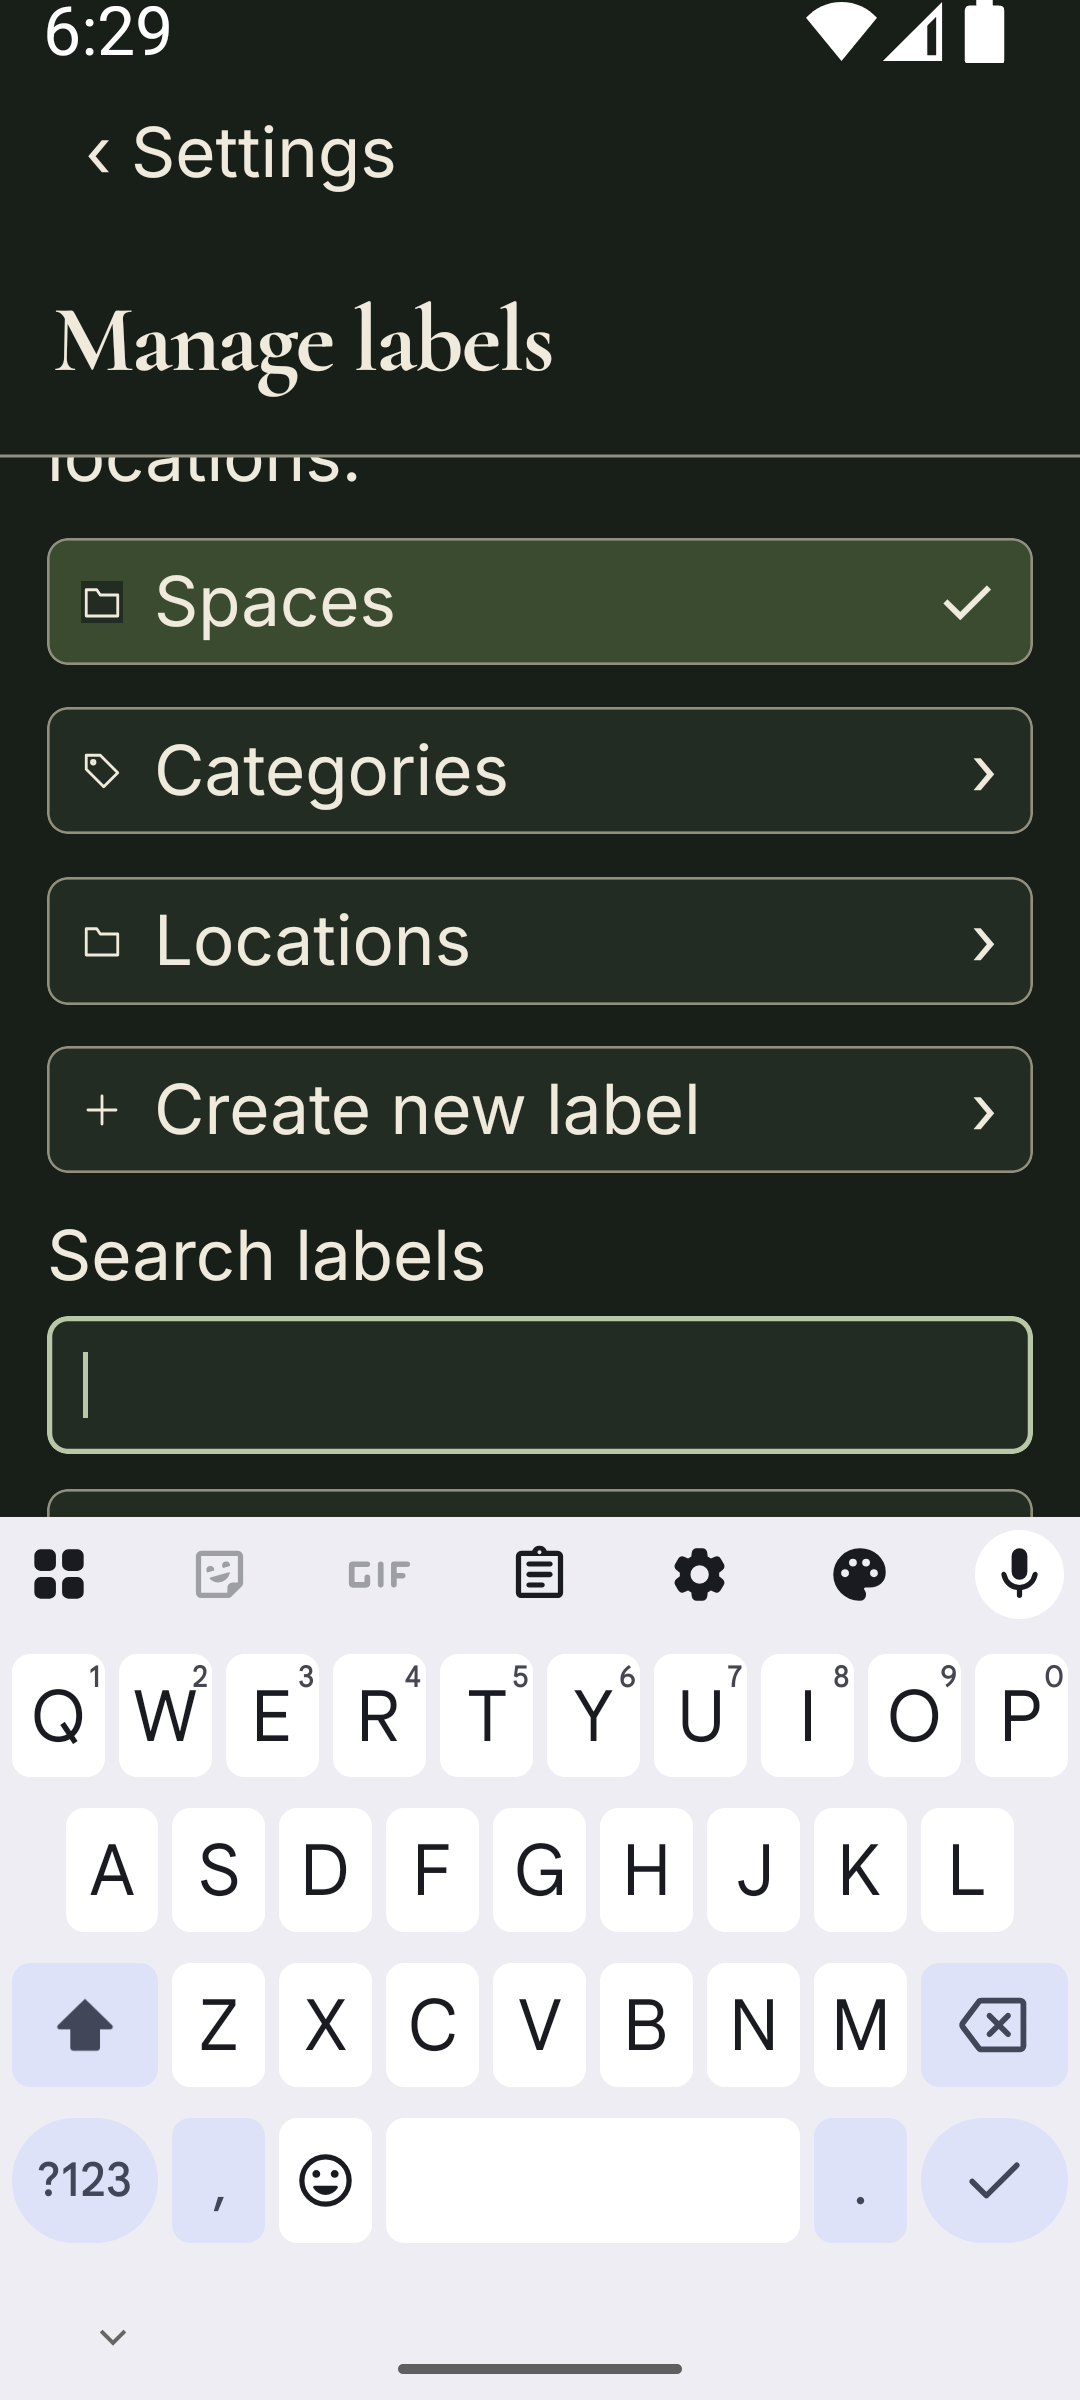 6:29
‹ Settings
Manage labels
locations.
Spaces
Categories
Locations
Create new label
Search labels
GIF
Q 1 W 2 E 3 R 4 T 5 Y 6 U 7 I 8 O 9 P 0
A S D F G H J K L
Z X C V B N M
?123 , .